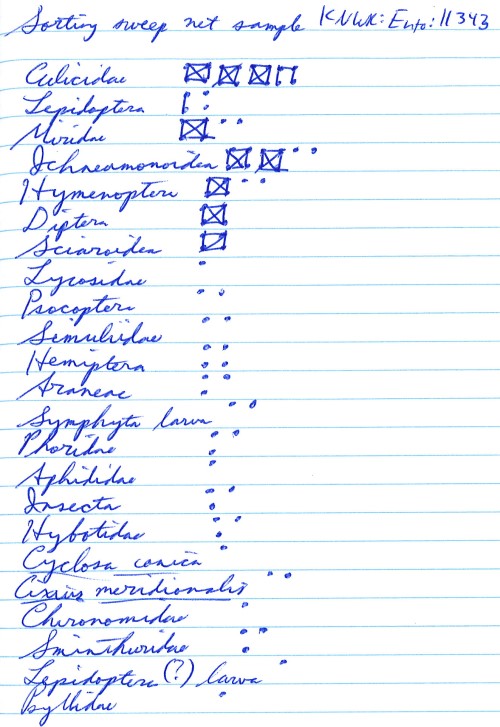 Sorting sweep net sample KNWR:Ento:11343
Culicidae
Lepidoptera
Miridae
Ichneumonoidea
Hymenoptera
Diptera
Sciaroidea
Lycosidae
Psocoptera
Simuliidae
Hemiptera
Araneae
Symphyta larva
Phoridae
Aphididae
Insecta
Hybotidae
Cyclosa conica
Cixius meridionalis
Chironomidae
Sminthuridae
Lepidoptera (?) larva
Psyllidae